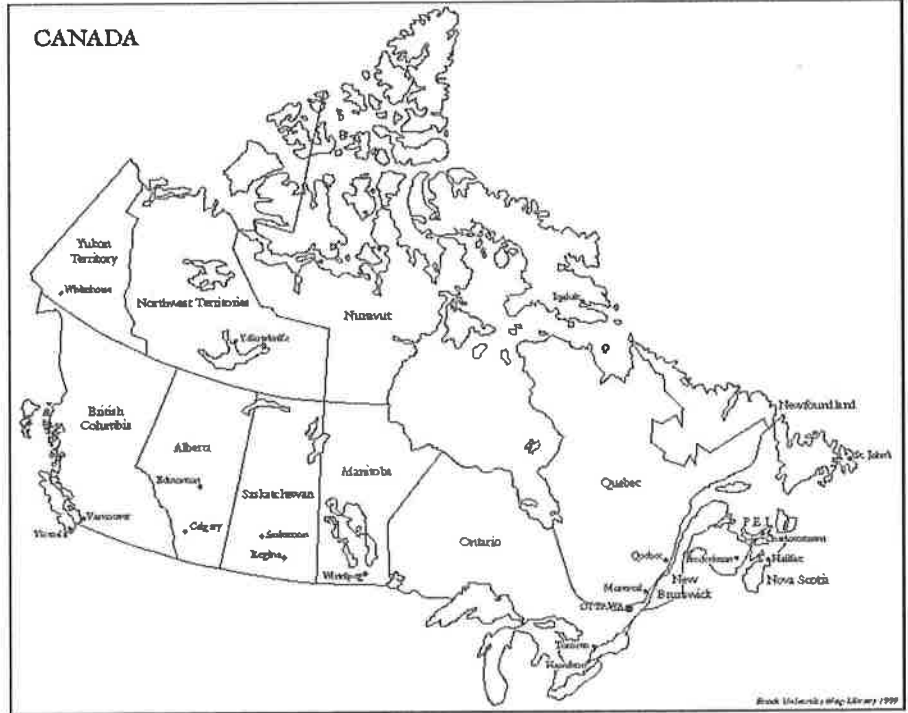 CANADA
Yukon
Territory
Whitehorse
Northwest Territories
Yellowknife
Nunavut
Iqaluit
British
Columbia
Newfoundland
Alberta
St. John's
Manitoba
Edmonton
Saskatchewan
Quebec
Vancouver
Victoria
Calgary
Saskatoon
P.E.I.
Charlottetown
Ontario
Regina
Quebec
Fredericton
Halifax
Winnipeg
New
Brunswick
Nova Scotia
Montreal
OTTAWA
Toronto
Hamilton
Brock University Map Library 1999